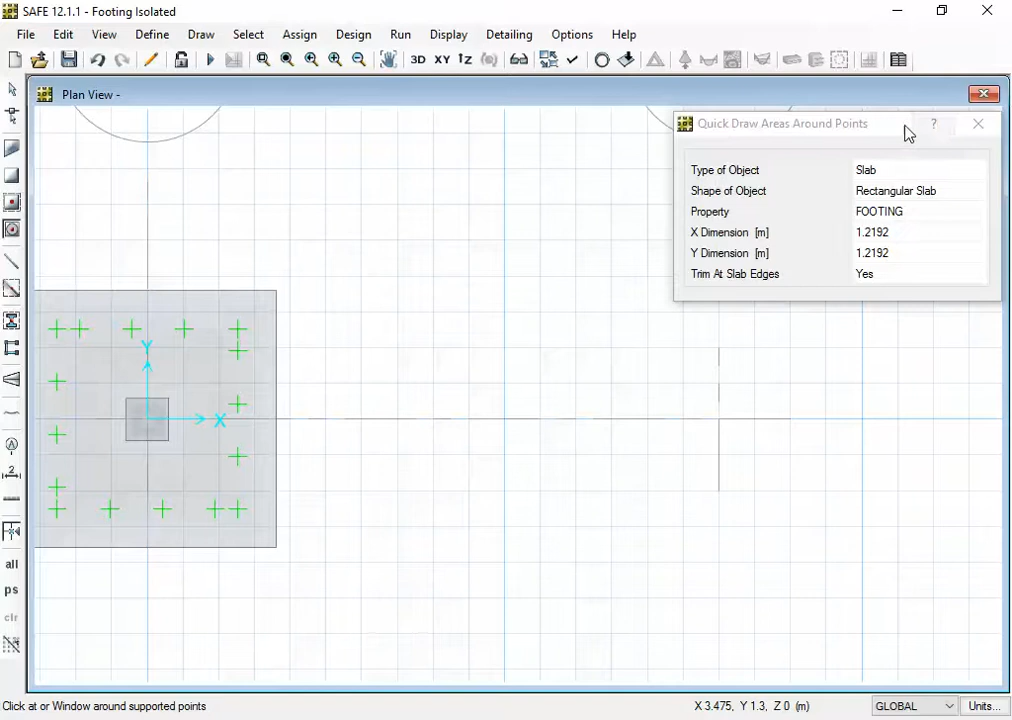 SAFE 12.1.1 - Footing Isolated
File Edit View Define Draw Select Assign Design Run Display Detailing Options Help
3D XY ↑Z
Plan View -
Quick Draw Areas Around Points ?
Type of Object Slab
Shape of Object Rectangular Slab
Property FOOTING
X Dimension [m] 1.2192
Y Dimension [m] 1.2192
Trim At Slab Edges Yes
Y
X
A
2
all
ps
clr
Click at or Window around supported points X 3.475, Y 1.3, Z 0 (m) GLOBAL Units...